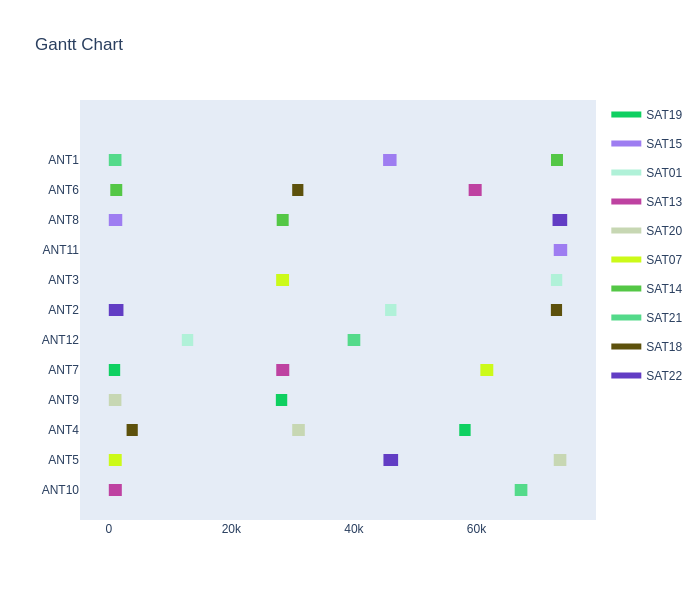 Gantt Chart
ANT1
ANT6
ANT8
ANT11
ANT3
ANT2
ANT12
ANT7
ANT9
ANT4
ANT5
ANT10
0 20k 40k 60k
SAT19
SAT15
SAT01
SAT13
SAT20
SAT07
SAT14
SAT21
SAT18
SAT22